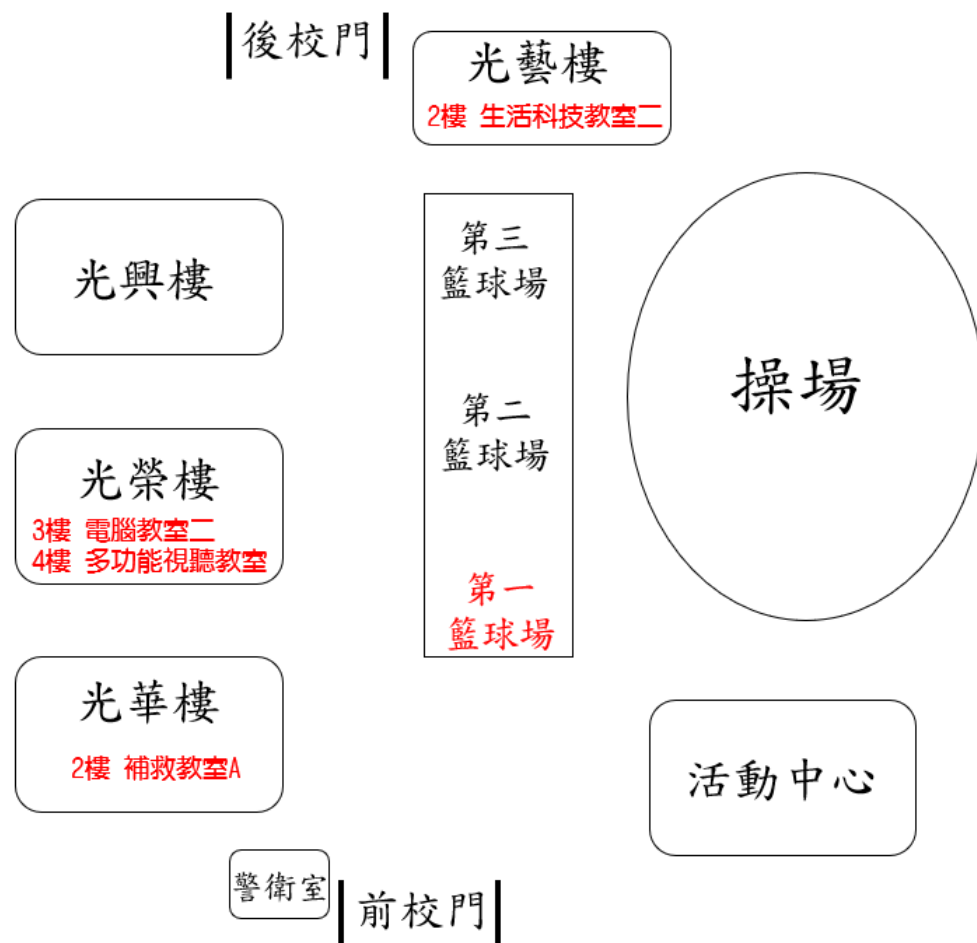 後校門
光藝樓
2樓 生活科技教室二
光興樓
第三
籃球場
操場
第二
籃球場
光榮樓
3樓 電腦教室二
4樓 多功能視聽教室
第一
籃球場
光華樓
2樓 補救教室A
活動中心
警衛室
前校門